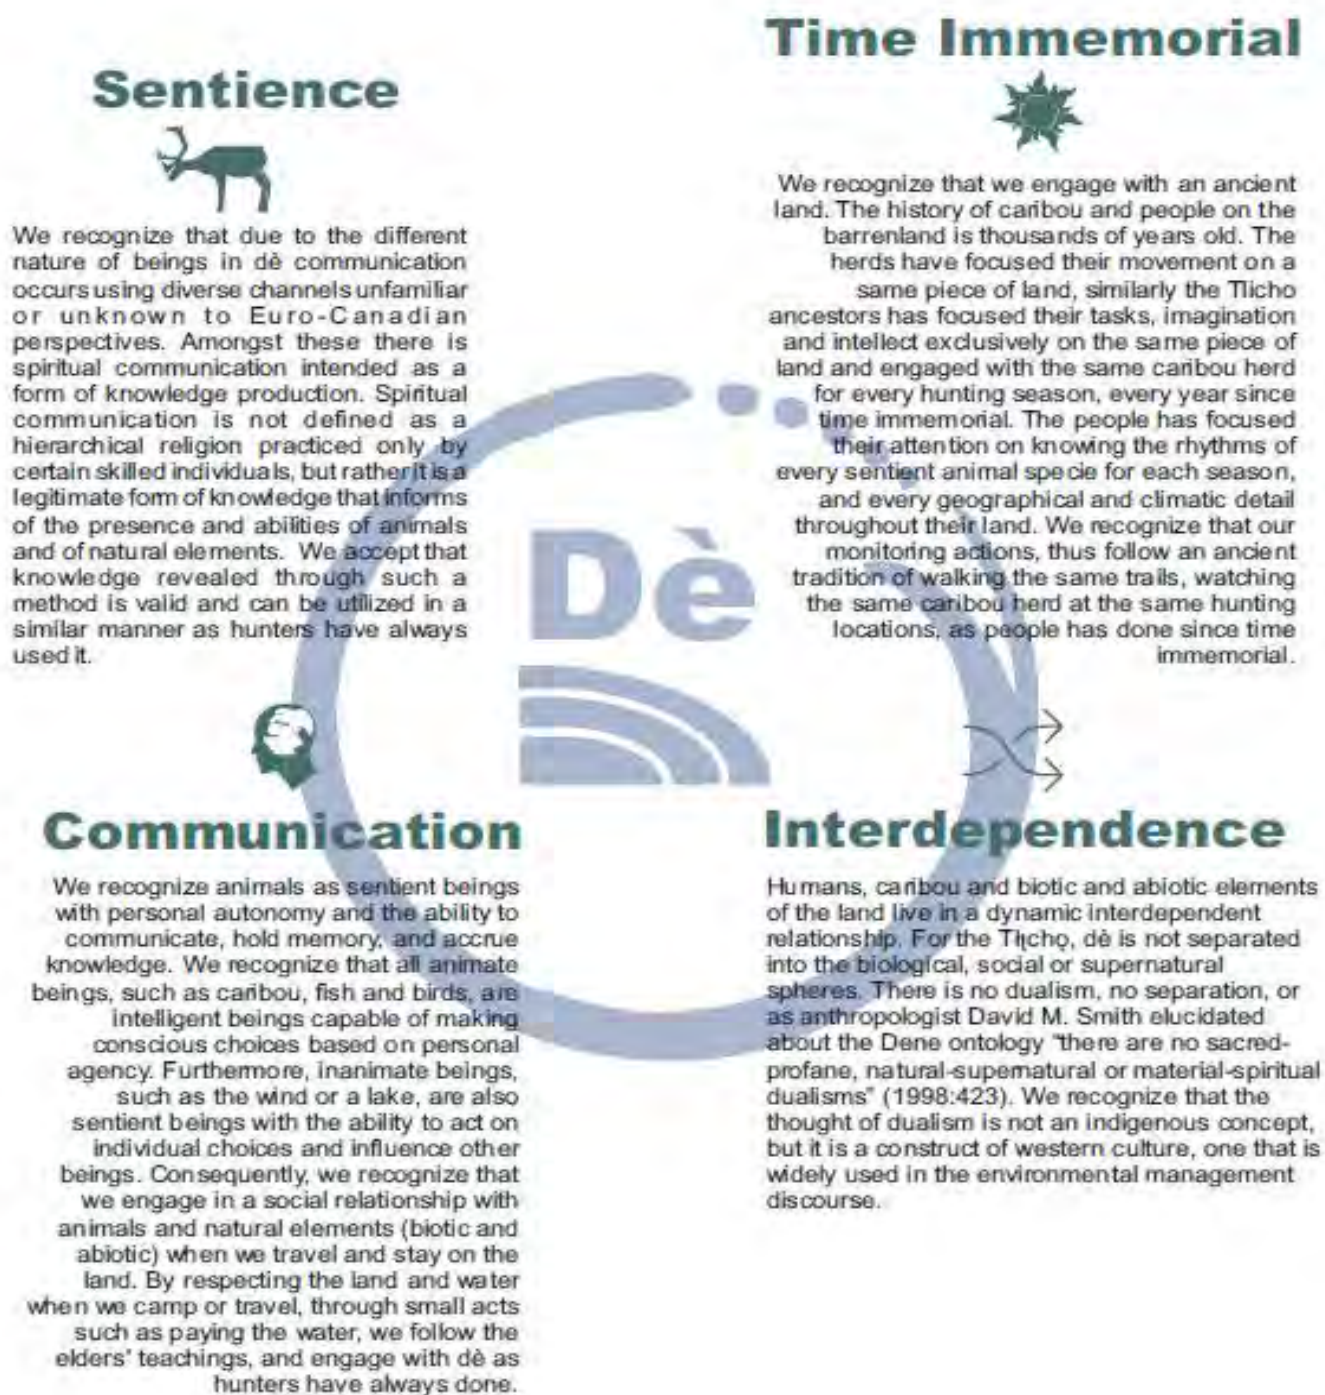 Sentience
We recognize that due to the different
nature of beings in dè communication
occurs using diverse channels unfamiliar
or unknown to Euro-Canadian
perspectives. Amongst these there is
spiritual communication intended as a
form of knowledge production. Spiritual
communication is not defined as a
hierarchical religion practiced only by
certain skilled individuals, but rather it is a
legitimate form of knowledge that informs
of the presence and abilities of animals
and of natural elements. We accept that
knowledge revealed through such a
method is valid and can be utilized in a
similar manner as hunters have always
used it.
Time Immemorial
We recognize that we engage with an ancient
land. The history of caribou and people on the
barrenland is thousands of years old. The
herds have focused their movement on a
same piece of land, similarly the Tlicho
ancestors has focused their tasks, imagination
and intellect exclusively on the same piece of
land and engaged with the same caribou herd
for every hunting season, every year since
time immemorial. The people has focused
their attention on knowing the rhythms of
every sentient animal specie for each season,
and every geographical and climatic detail
throughout their land. We recognize that our
monitoring actions, thus follow an ancient
tradition of walking the same trails, watching
the same caribou herd at the same hunting
locations, as people has done since time
immemorial.
Dè
Communication
We recognize animals as sentient beings
with personal autonomy and the ability to
communicate, hold memory, and accrue
knowledge. We recognize that all animate
beings, such as caribou, fish and birds, are
intelligent beings capable of making
conscious choices based on personal
agency. Furthermore, inanimate beings,
such as the wind or a lake, are also
sentient beings with the ability to act on
individual choices and influence other
beings. Consequently, we recognize that
we engage in a social relationship with
animals and natural elements (biotic and
abiotic) when we travel and stay on the
land. By respecting the land and water
when we camp or travel, through small acts
such as paying the water, we follow the
elders' teachings, and engage with dè as
hunters have always done.
Interdependence
Humans, caribou and biotic and abiotic elements
of the land live in a dynamic interdependent
relationship. For the Tłı̨chǫ, dè is not separated
into the biological, social or supernatural
spheres. There is no dualism, no separation, or
as anthropologist David M. Smith elucidated
about the Dene ontology "there are no sacred-
profane, natural-supernatural or material-spiritual
dualisms" (1998:423). We recognize that the
thought of dualism is not an indigenous concept,
but it is a construct of western culture, one that is
widely used in the environmental management
discourse.